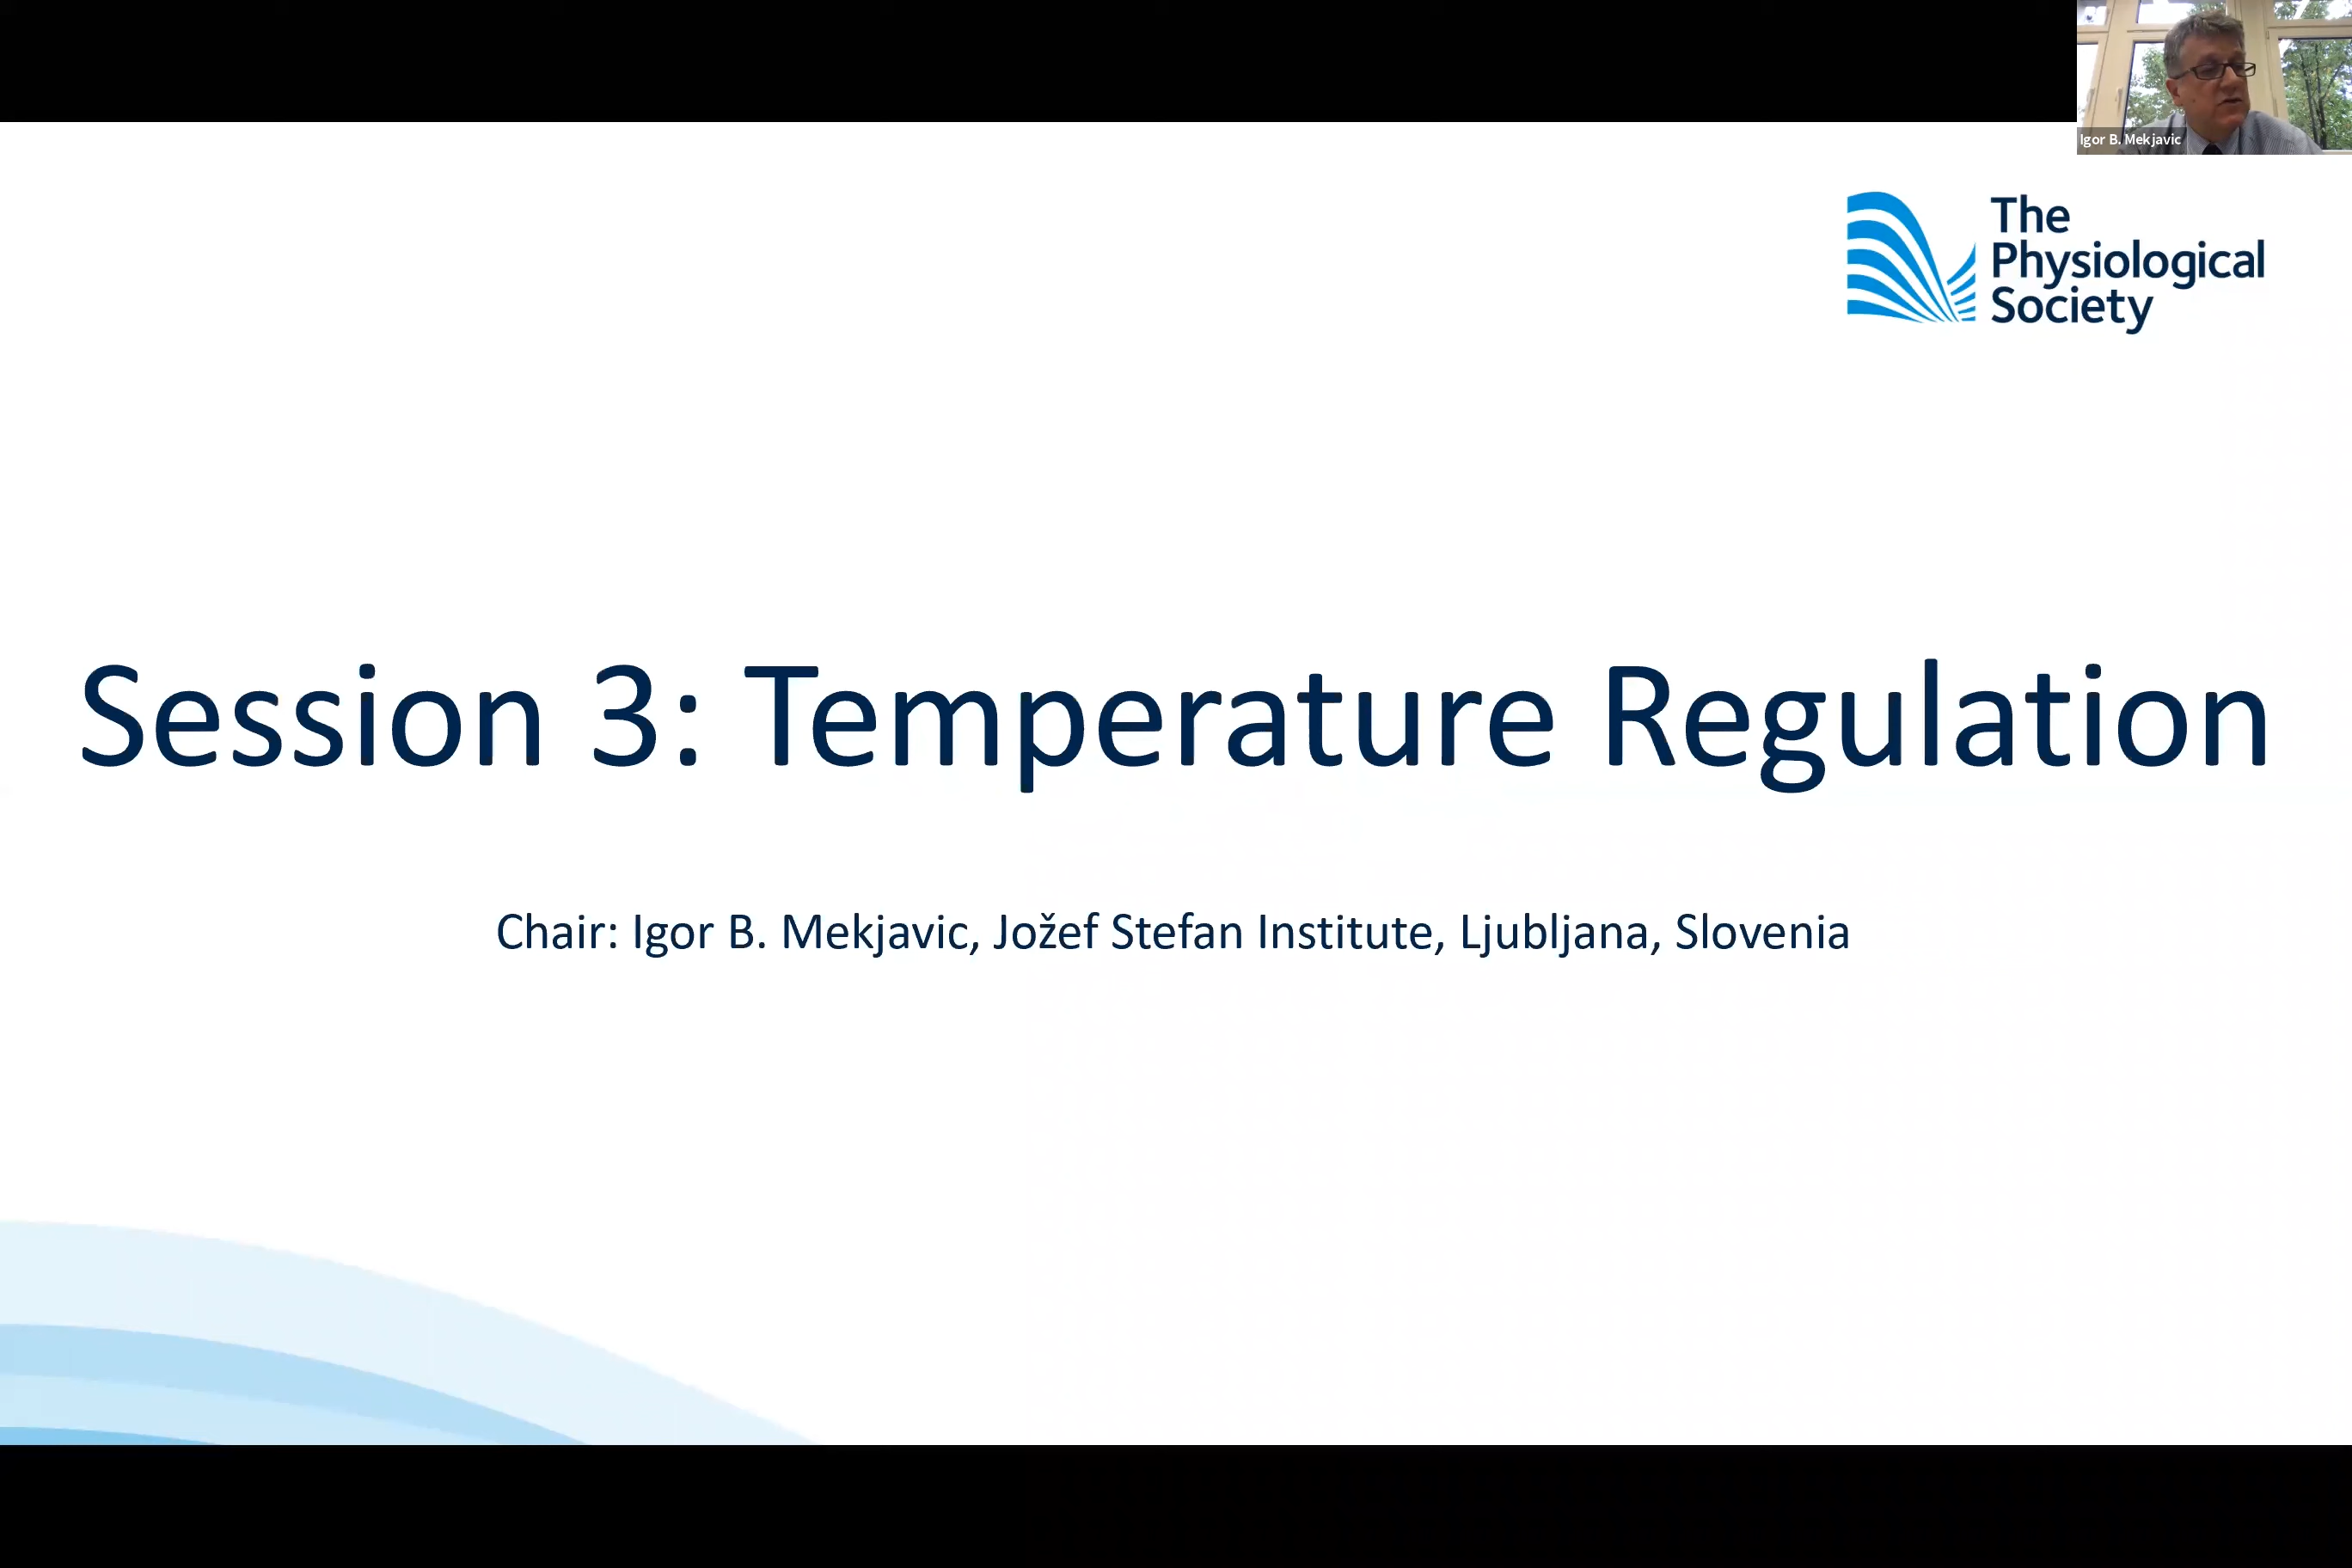 Igor B. Mekjavic
The
Physiological
Society
Session 3: Temperature Regulation
Chair: Igor B. Mekjavic, Jožef Stefan Institute, Ljubljana, Slovenia